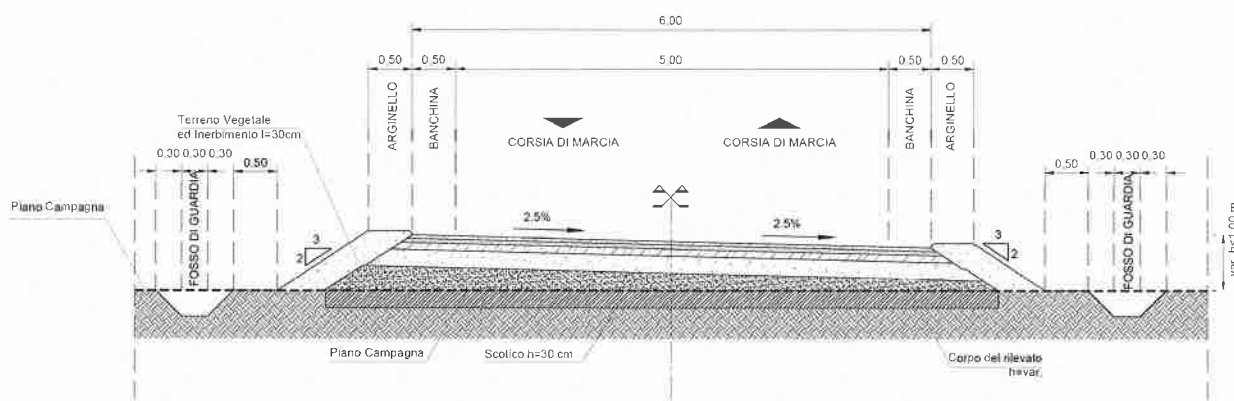 6.00
0,50 0,50 5.00 0,50 0,50
ARGINELLO
BANCHINA
BANCHINA
ARGINELLO
Terreno Vegetale
ed Inerbimento l=30cm
CORSIA DI MARCIA
CORSIA DI MARCIA
0,30 0,30 0,30 0.50
0,50 0,30 0,30 0,30
FOSSO DI GUARDIA
FOSSO DI GUARDIA
Piano Campagna
2.5%
2.5%
3
2
3
2
var. h≤1,00 m
Piano Campagna
Scotico h=30 cm
Corpo del rilevato
h=var.